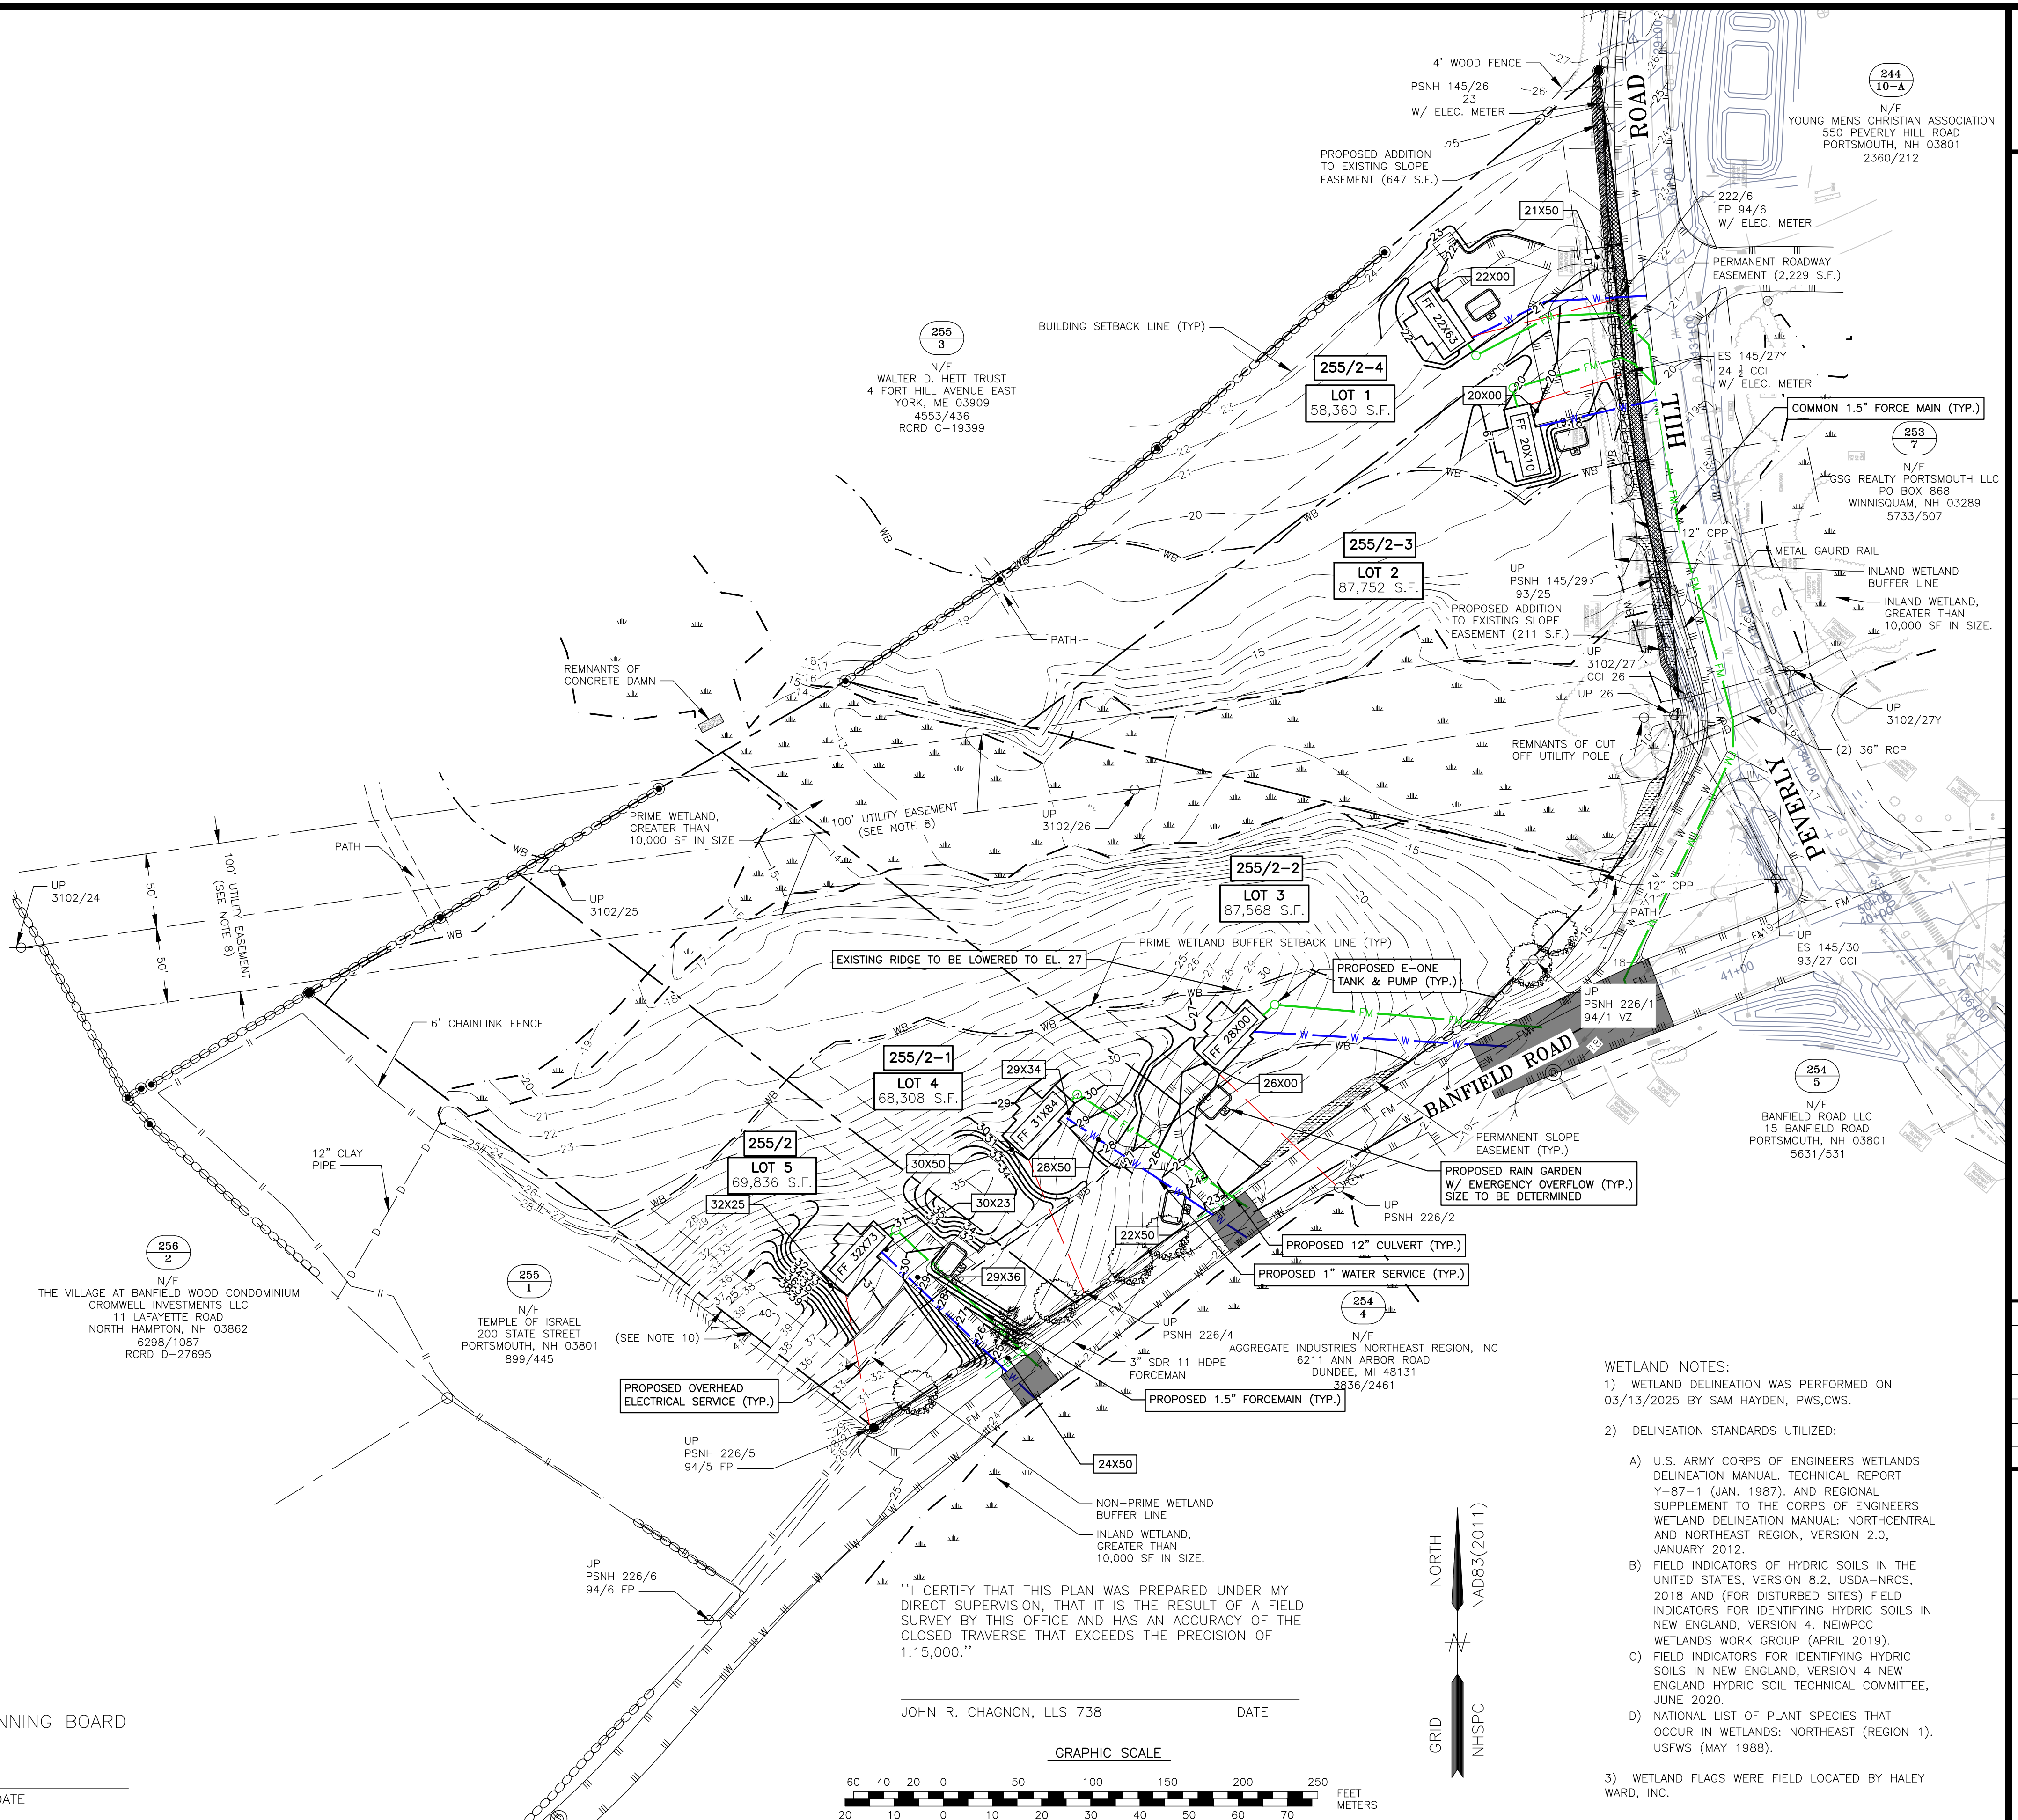 4' WOOD FENCE
-27-
-26
PSNH 145/26
23
W/ ELEC. METER
PROPOSED ADDITION
TO EXISTING SLOPE
EASEMENT (647 S.F.)
ROAD
29+00
244
10-A
N/F
YOUNG MENS CHRISTIAN ASSOCIATION
550 PEVERLY HILL ROAD
PORTSMOUTH, NH 03801
2360/212
222/6
FP 94/6
W/ ELEC. METER
21X50
22X00
FF 22X63
PERMANENT ROADWAY
EASEMENT (2,229 S.F.)
BUILDING SETBACK LINE (TYP)
255
3
N/F
WALTER D. HETT TRUST
4 FORT HILL AVENUE EAST
YORK, ME 03909
4553/436
RCRD C-19399
255/2-4
LOT 1
58,360 S.F.
20X00
FF 20X10
131+00
ES 145/27Y
24 ½ CCI
W/ ELEC. METER
HILL
COMMON 1.5" FORCE MAIN (TYP.)
253
7
N/F
GSG REALTY PORTSMOUTH LLC
PO BOX 868
WINNISQUAM, NH 03289
5733/507
12" CPP
METAL GAURD RAIL
INLAND WETLAND
BUFFER LINE
INLAND WETLAND,
GREATER THAN
10,000 SF IN SIZE.
255/2-3
LOT 2
87,752 S.F.
UP
PSNH 145/29
93/25
PROPOSED ADDITION
TO EXISTING SLOPE
EASEMENT (211 S.F.)
UP
3102/27
CCI 26
UP 26
PATH
REMNANTS OF
CONCRETE DAMN
UP
3102/27Y
(2) 36" RCP
REMNANTS OF CUT
OFF UTILITY POLE
134+00
PEVERLY
PRIME WETLAND,
GREATER THAN
10,000 SF IN SIZE
100' UTILITY EASEMENT
(SEE NOTE 8)
UP
3102/26
PATH
UP
3102/24
50'
50'
100' UTILITY EASEMENT
(SEE NOTE 8)
UP
3102/25
255/2-2
LOT 3
87,568 S.F.
12" CPP
PATH
135+00
50+00
40+00
41+00
136+00
UP
ES 145/30
93/27 CCI
PRIME WETLAND BUFFER SETBACK LINE (TYP)
EXISTING RIDGE TO BE LOWERED TO EL. 27
PROPOSED E-ONE
TANK & PUMP (TYP.)
UP
PSNH 226/1
94/1 VZ
FF 28X00
BANFIELD ROAD
18
6' CHAINLINK FENCE
255/2-1
LOT 4
68,308 S.F.
29X34
FF 31X84
26X00
254
5
N/F
BANFIELD ROAD LLC
15 BANFIELD ROAD
PORTSMOUTH, NH 03801
5631/531
12" CLAY
PIPE
255/2
LOT 5
69,836 S.F.
30X50
28X50
30X23
32X25
FF 32X73
PERMANENT SLOPE
EASEMENT (TYP.)
PROPOSED RAIN GARDEN
W/ EMERGENCY OVERFLOW (TYP.)
SIZE TO BE DETERMINED
UP
PSNH 226/2
22X50
PROPOSED 12" CULVERT (TYP.)
PROPOSED 1" WATER SERVICE (TYP.)
256
2
N/F
THE VILLAGE AT BANFIELD WOOD CONDOMINIUM
CROMWELL INVESTMENTS LLC
11 LAFAYETTE ROAD
NORTH HAMPTON, NH 03862
6298/1087
RCRD D-27695
255
1
N/F
TEMPLE OF ISRAEL
200 STATE STREET
PORTSMOUTH, NH 03801
899/445
(SEE NOTE 10)
29X36
254
4
N/F
AGGREGATE INDUSTRIES NORTHEAST REGION, INC
6211 ANN ARBOR ROAD
DUNDEE, MI 48131
3836/2461
UP
PSNH 226/4
3" SDR 11 HDPE
FORCEMAN
PROPOSED 1.5" FORCEMAIN (TYP.)
PROPOSED OVERHEAD
ELECTRICAL SERVICE (TYP.)
UP
PSNH 226/5
94/5 FP
24X50
NON-PRIME WETLAND
BUFFER LINE
INLAND WETLAND,
GREATER THAN
10,000 SF IN SIZE.
UP
PSNH 226/6
94/6 FP
''I CERTIFY THAT THIS PLAN WAS PREPARED UNDER MY
DIRECT SUPERVISION, THAT IT IS THE RESULT OF A FIELD
SURVEY BY THIS OFFICE AND HAS AN ACCURACY OF THE
CLOSED TRAVERSE THAT EXCEEDS THE PRECISION OF
1:15,000.''
JOHN R. CHAGNON, LLS 738 DATE
GRAPHIC SCALE
60 40 20 0 50 100 150 200 250 FEET
METERS
20 10 0 10 20 30 40 50 60 70
NORTH
NAD83(2011)
GRID
NHSPC
NNING BOARD
DATE
WETLAND NOTES:
1) WETLAND DELINEATION WAS PERFORMED ON
03/13/2025 BY SAM HAYDEN, PWS,CWS.
2) DELINEATION STANDARDS UTILIZED:
A) U.S. ARMY CORPS OF ENGINEERS WETLANDS
DELINEATION MANUAL. TECHNICAL REPORT
Y-87-1 (JAN. 1987). AND REGIONAL
SUPPLEMENT TO THE CORPS OF ENGINEERS
WETLAND DELINEATION MANUAL: NORTHCENTRAL
AND NORTHEAST REGION, VERSION 2.0,
JANUARY 2012.
B) FIELD INDICATORS OF HYDRIC SOILS IN THE
UNITED STATES, VERSION 8.2, USDA-NRCS,
2018 AND (FOR DISTURBED SITES) FIELD
INDICATORS FOR IDENTIFYING HYDRIC SOILS IN
NEW ENGLAND, VERSION 4. NEIWPCC
WETLANDS WORK GROUP (APRIL 2019).
C) FIELD INDICATORS FOR IDENTIFYING HYDRIC
SOILS IN NEW ENGLAND, VERSION 4 NEW
ENGLAND HYDRIC SOIL TECHNICAL COMMITTEE,
JUNE 2020.
D) NATIONAL LIST OF PLANT SPECIES THAT
OCCUR IN WETLANDS: NORTHEAST (REGION 1).
USFWS (MAY 1988).
3) WETLAND FLAGS WERE FIELD LOCATED BY HALEY
WARD, INC.